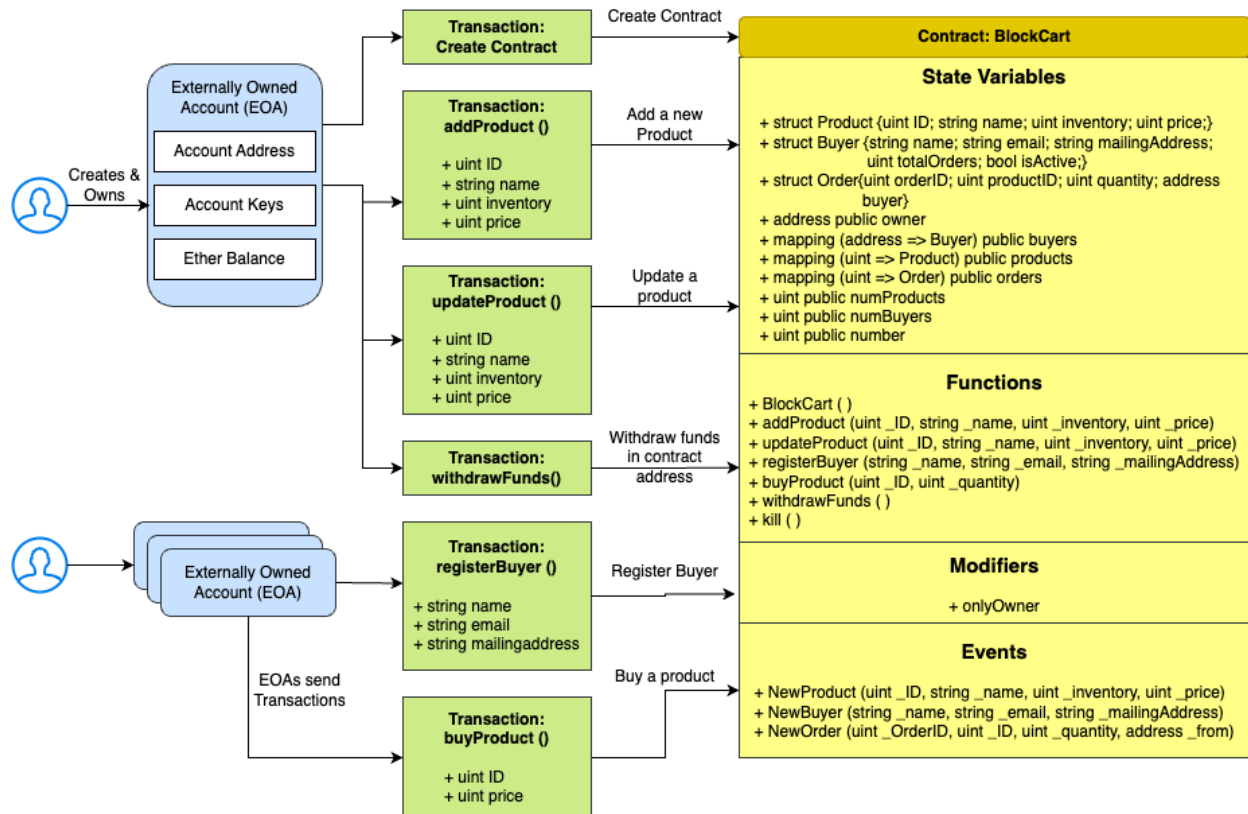 Creates &
Owns
Externally Owned
Account (EOA)
Account Address
Account Keys
Ether Balance
Externally Owned
Account (EOA)
EOAs send
Transactions
Transaction:
Create Contract
Transaction:
addProduct ()
+ uint ID
+ string name
+ uint inventory
+ uint price
Transaction:
updateProduct ()
+ uint ID
+ string name
+ uint inventory
+ uint price
Transaction:
withdrawFunds()
Transaction:
registerBuyer ()
+ string name
+ string email
+ string mailingaddress
Transaction:
buyProduct ()
+ uint ID
+ uint price
Create Contract
Add a new
Product
Update a
product
Withdraw funds
in contract
address
Register Buyer
Buy a product
Contract: BlockCart
State Variables
+ struct Product {uint ID; string name; uint inventory; uint price;}
+ struct Buyer {string name; string email; string mailingAddress;
uint totalOrders; bool isActive;}
+ struct Order{uint orderID; uint productID; uint quantity; address
buyer}
+ address public owner
+ mapping (address => Buyer) public buyers
+ mapping (uint => Product) public products
+ mapping (uint => Order) public orders
+ uint public numProducts
+ uint public numBuyers
+ uint public number
Functions
+ BlockCart ( )
+ addProduct (uint _ID, string _name, uint _inventory, uint _price)
+ updateProduct (uint _ID, string _name, uint _inventory, uint _price)
+ registerBuyer (string _name, string _email, string _mailingAddress)
+ buyProduct (uint _ID, uint _quantity)
+ withdrawFunds ( )
+ kill ( )
Modifiers
+ onlyOwner
Events
+ NewProduct (uint _ID, string _name, uint _inventory, uint _price)
+ NewBuyer (string _name, string _email, string _mailingAddress)
+ NewOrder (uint _OrderID, uint _ID, uint _quantity, address _from)